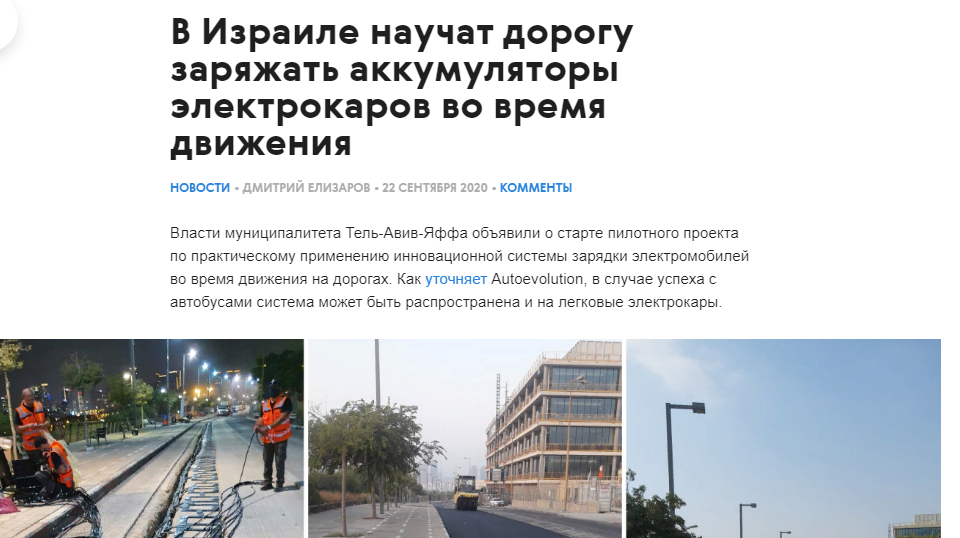 В Израиле научат дорогу
заряжать аккумуляторы
электрокаров во время
движения
НОВОСТИ • ДМИТРИЙ ЕЛИЗАРОВ • 22 СЕНТЯБРЯ 2020 • КОММЕНТЫ
Власти муниципалитета Тель-Авив-Яффа объявили о старте пилотного проекта
по практическому применению инновационной системы зарядки электромобилей
во время движения на дорогах. Как уточняет Autoevolution, в случае успеха с
автобусами система может быть распространена и на легковые электрокары.